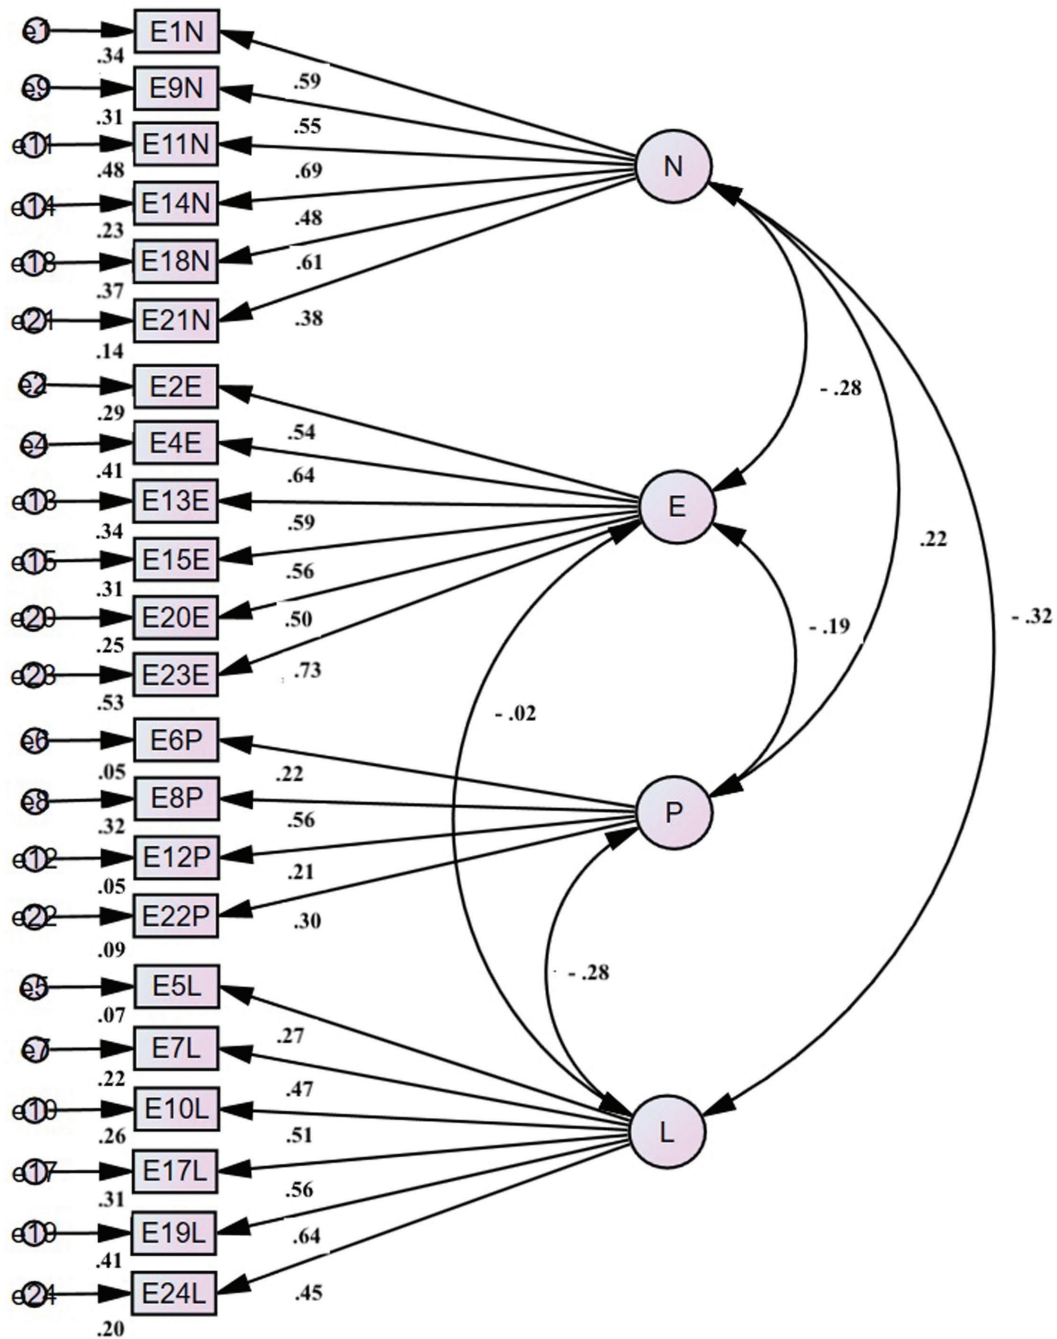 e1 E1N
.34
.59
e9 E9N
.31
.55
e11 E11N
.48
.69
N
e14 E14N
.23
.48
e18 E18N
.37
.61
e21 E21N
.14
.38
e2 E2E
.29
.54
- .28
e4 E4E
.41
.64
e13 E13E
.34
.59
E
e15 E15E
.31
.56
.22
e20 E20E
.25
.50
- .19
- .32
e23 E23E
.53
.73
- .02
e6 E6P
.05
.22
e8 E8P
.32
.56
P
e12 E12P
.05
.21
e22 E22P
.09
.30
- .28
e5 E5L
.07
.27
e7 E7L
.22
.47
e10 E10L
.26
.51
L
e17 E17L
.31
.56
e19 E19L
.41
.64
e24 E24L
.20
.45